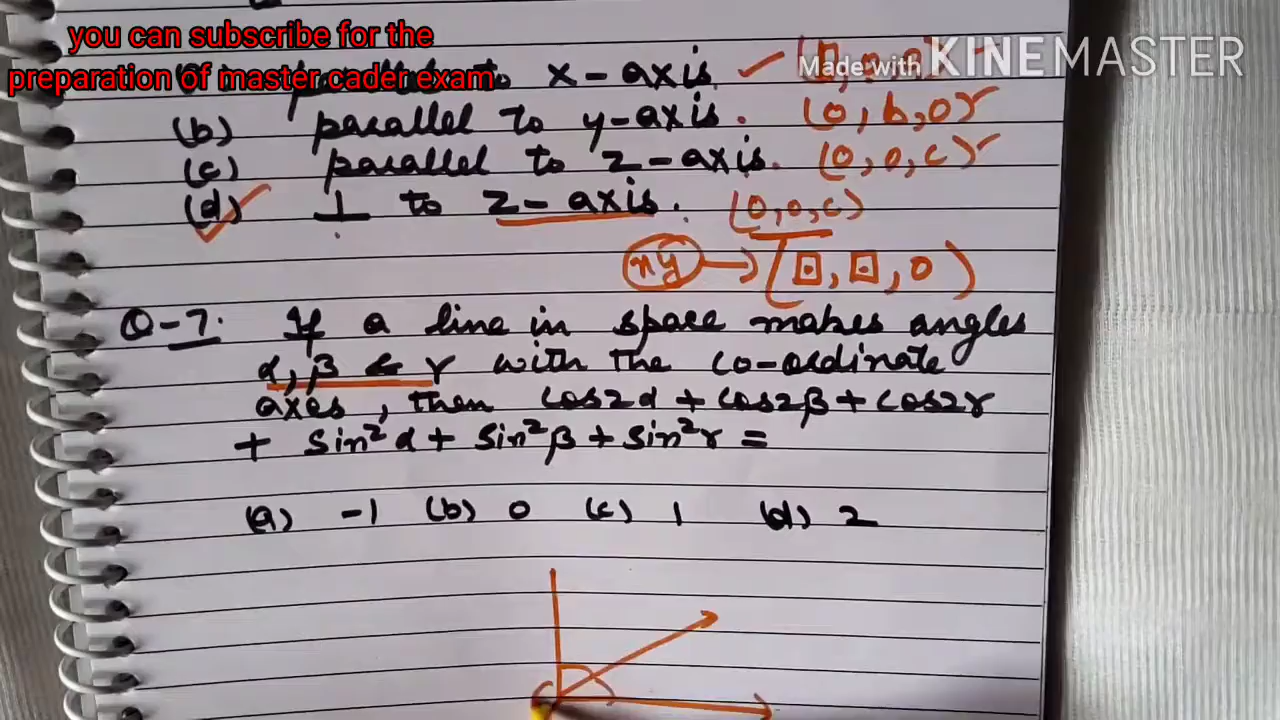 you can subscribe for the
preparation of master cader exam
Made with KINEMASTER
to x-axis
(b) parallel to y-axis. (0, b, 0)
(c) parallel to z-axis. (0, 0, c)
(d) ⊥ to z-axis. (0, 0, c)
xy → (□, □, 0)
Q-7. If a line in space makes angles
α, β & γ with the co-ordinate
axes, then cos2α + cos2β + cos2γ
+ sin²α + sin²β + sin²γ =
(a) -1 (b) 0 (c) 1 (d) 2